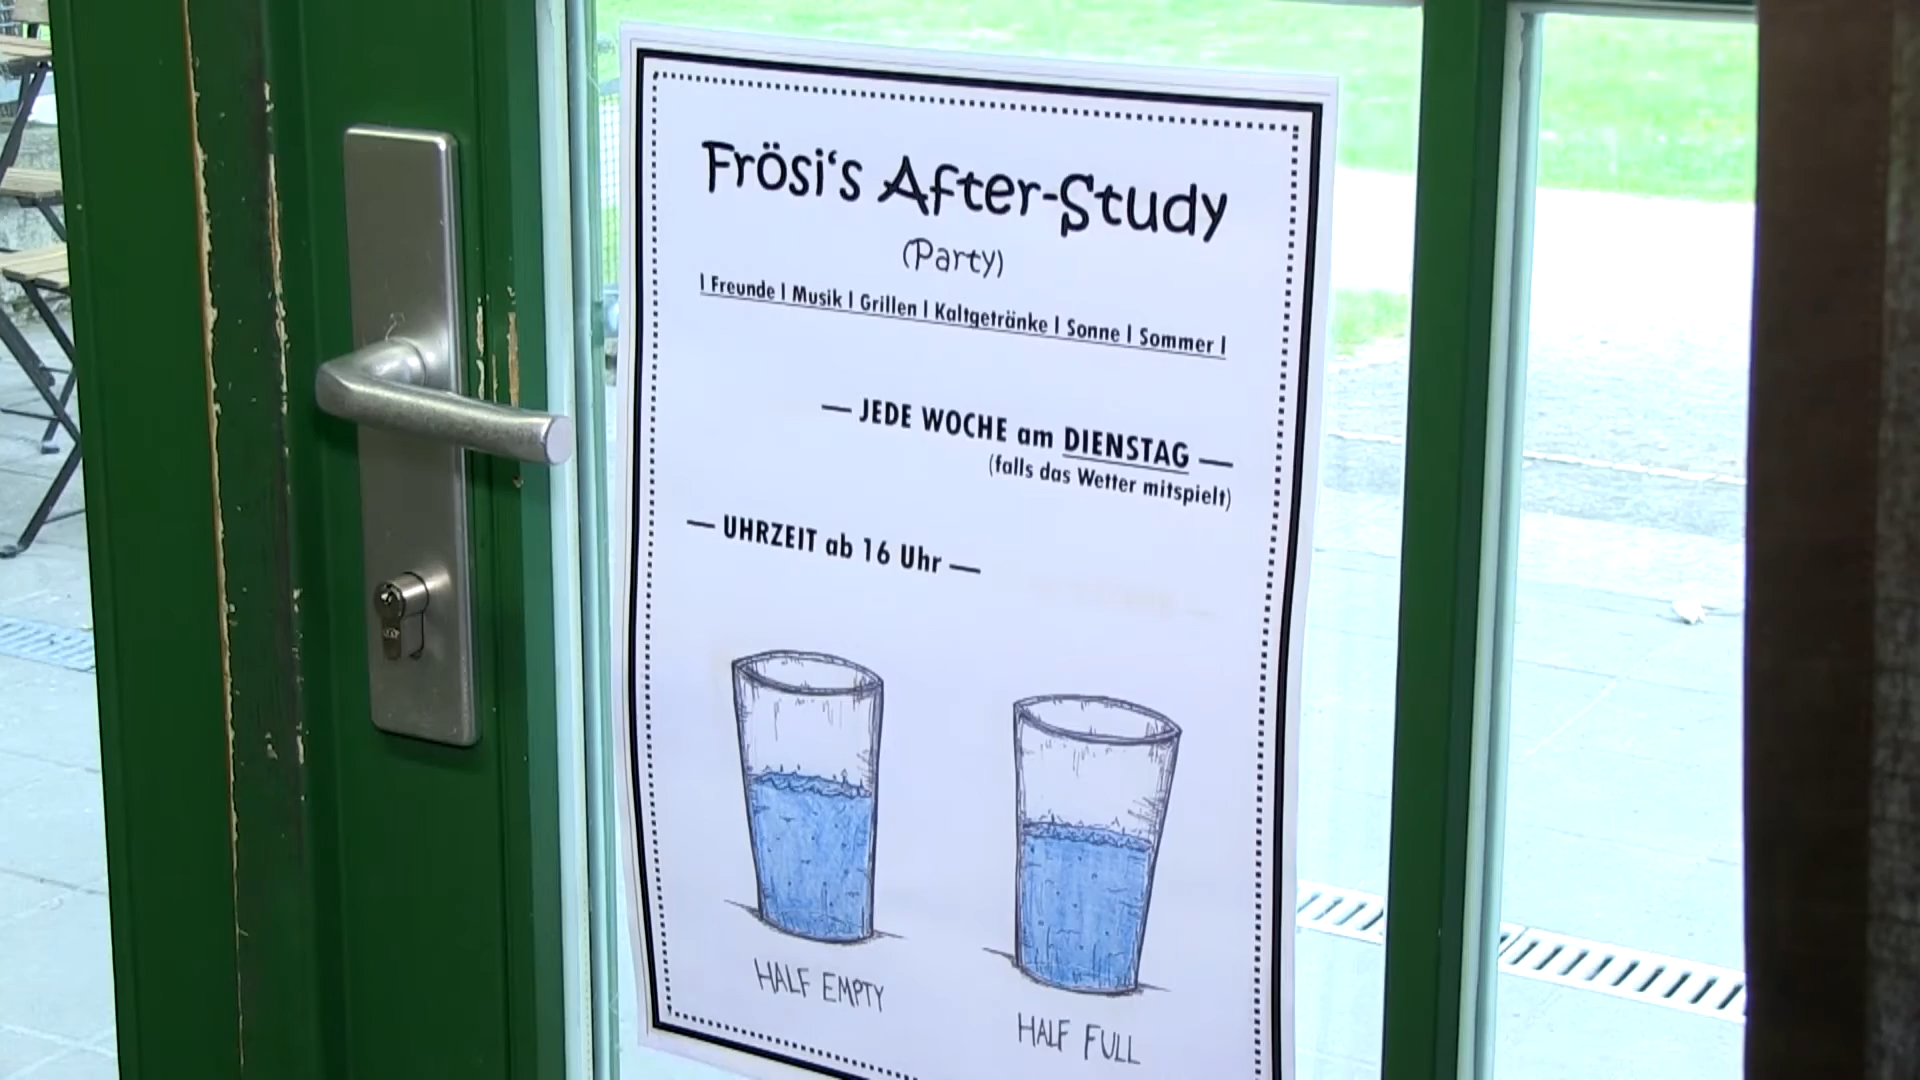 Frösi‘s After-Study
(Party)
| Freunde | Musik | Grillen | Kaltgetränke | Sonne | Sommer |
— JEDE WOCHE am DIENSTAG —
(falls das Wetter mitspielt)
— UHRZEIT ab 16 Uhr —
HALF EMPTY
HALF FULL